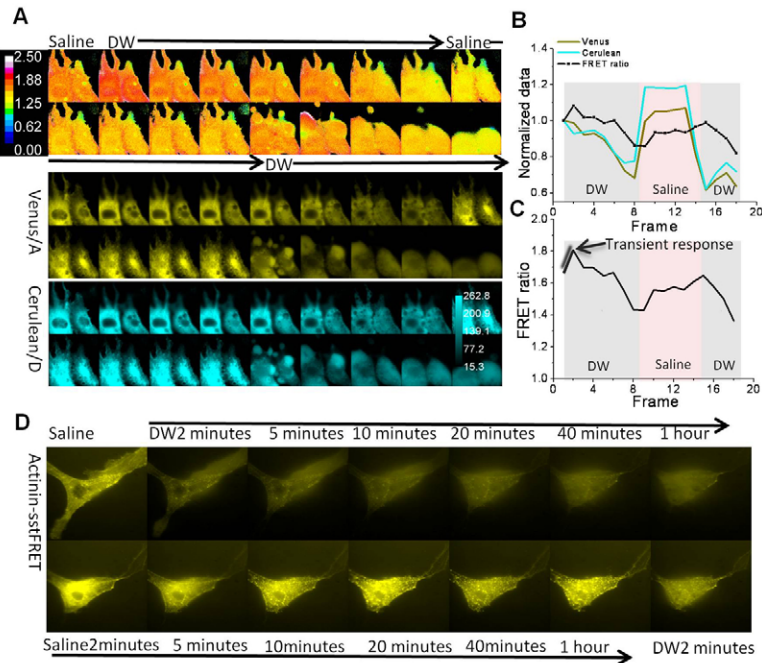 A
Saline DW Saline
2.50
1.88
1.25
0.62
0.00
DW
Venus/A
Cerulean/D
262.8
200.9
139.1
77.2
15.3
B
Normalized data
1.4
1.2
1.0
0.8
0.6
Venus
Cerulean
FRET ratio
DW Saline DW
0 4 8 12 16 20
Frame
C
FRET ratio
2.0
1.8
1.6
1.4
1.2
1.0
Transient response
DW Saline DW
0 4 8 12 16 20
Frame
D
Saline DW2 minutes 5 minutes 10 minutes 20 minutes 40 minutes 1 hour
Actinin-sstFRET
Saline2minutes 5 minutes 10minutes 20 minutes 40minutes 1 hour DW2 minutes